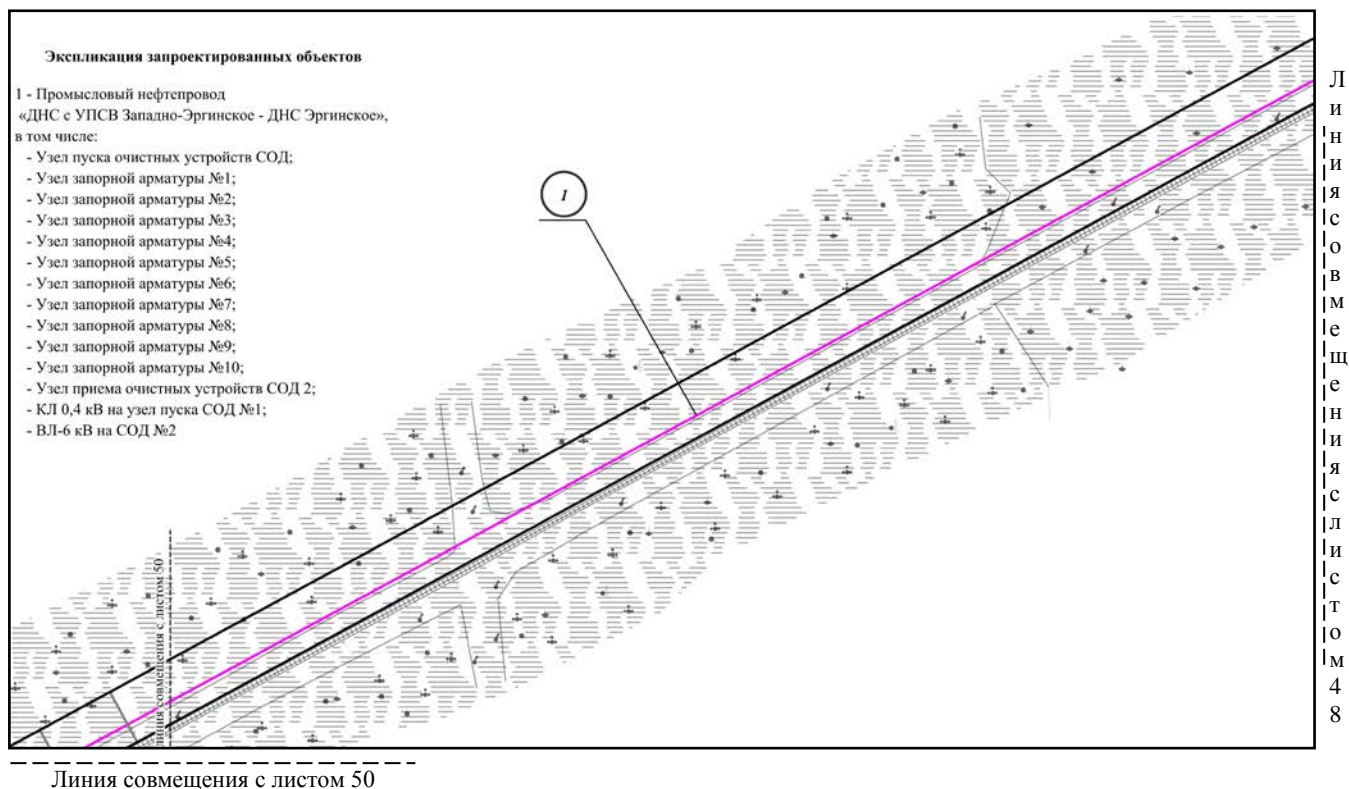 Экспликация запроектированных объектов
1 - Промысловый нефтепровод
«ДНС с УПСВ Западно-Эргинское - ДНС Эргинское»,
в том числе:
- Узел пуска очистных устройств СОД;
- Узел запорной арматуры №1;
- Узел запорной арматуры №2;
- Узел запорной арматуры №3;
- Узел запорной арматуры №4;
- Узел запорной арматуры №5;
- Узел запорной арматуры №6;
- Узел запорной арматуры №7;
- Узел запорной арматуры №8;
- Узел запорной арматуры №9;
- Узел запорной арматуры №10;
- Узел приема очистных устройств СОД 2;
- КЛ 0,4 кВ на узел пуска СОД №1;
- ВЛ-6 кВ на СОД №2
1
линия совмещения с листом 50
Линия совмещения с листом 48
Линия совмещения с листом 50